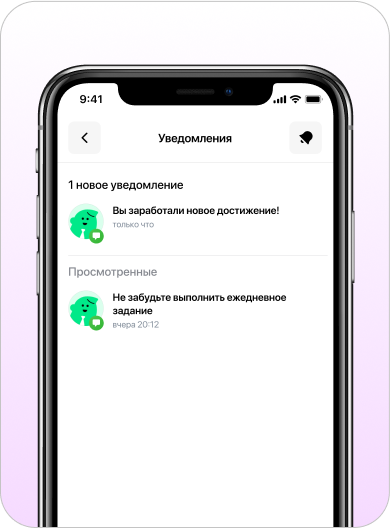 9:41
Уведомления
1 новое уведомление
Вы заработали новое достижение!
только что
Просмотренные
Не забудьте выполнить ежедневное
задание
вчера 20:12